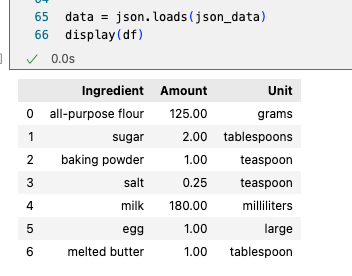 65 data = json.loads(json_data)
66 display(df)
0.0s
Ingredient Amount Unit
0 all-purpose flour 125.00 grams
1 sugar 2.00 tablespoons
2 baking powder 1.00 teaspoon
3 salt 0.25 teaspoon
4 milk 180.00 milliliters
5 egg 1.00 large
6 melted butter 1.00 tablespoon